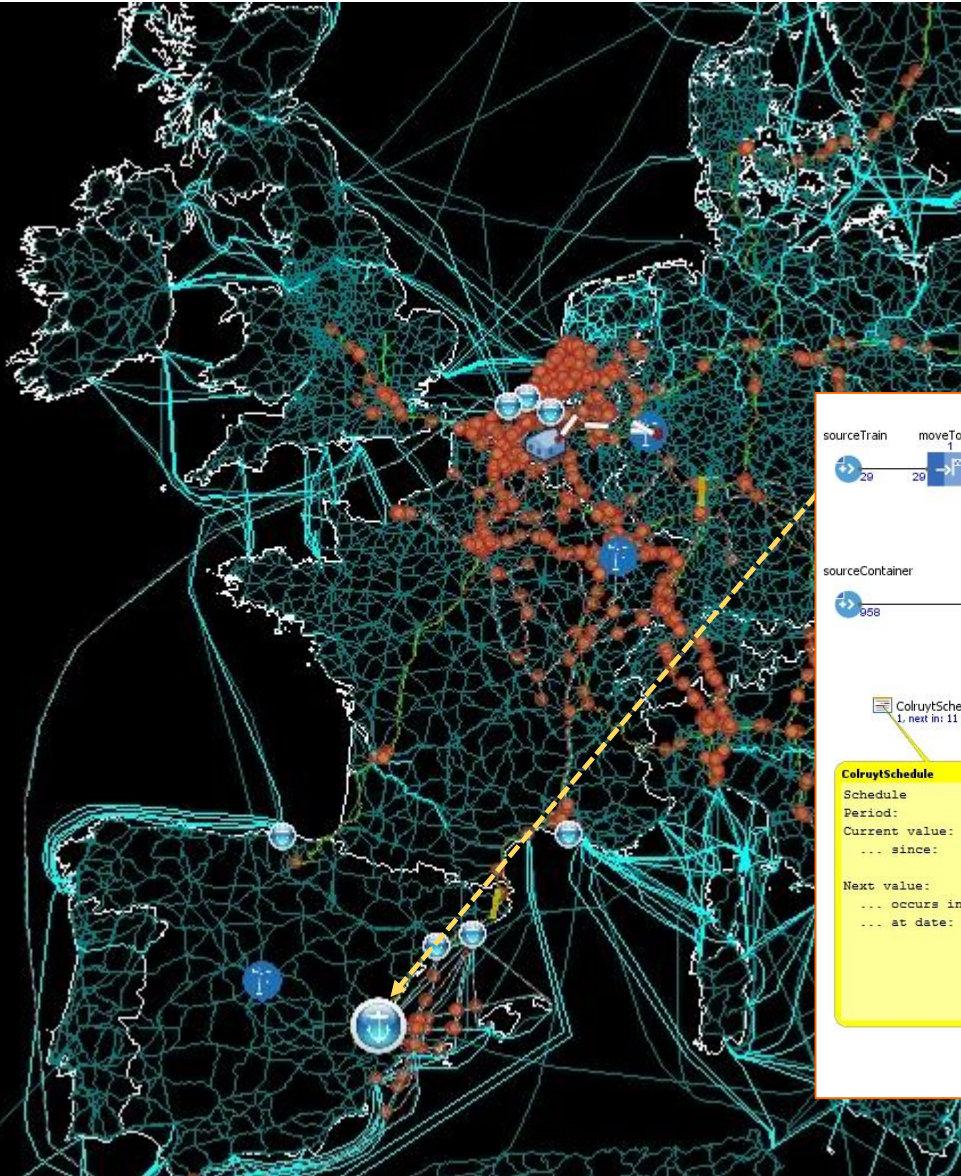 sourceTrain
moveTo
1
29
29
sourceContainer
958
ColruytSche
1, next in: 11
ColruytSchedule
Schedule
Period:
Current value:
... since:
Next value:
... occurs in
... at date: